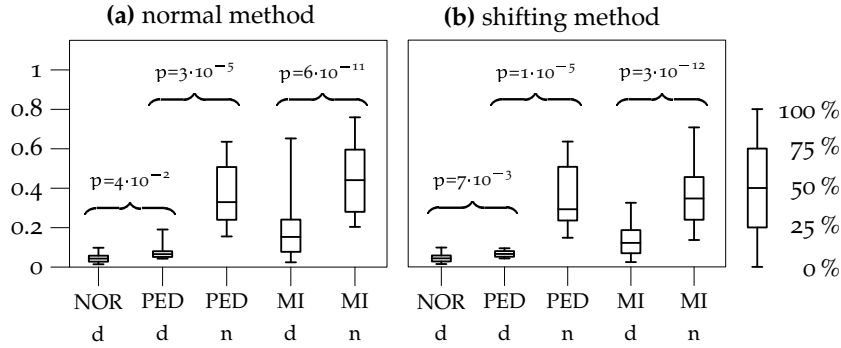 (a) normal method (b) shifting method
1
0.8
0.6
0.4
0.2
0
p=4·10−2
p=3·10−5
p=6·10−11
NOR PED PED MI MI
d d n d n
p=7·10−3
p=1·10−5
p=3·10−12
NOR PED PED MI MI
d d n d n
100 %
75 %
50 %
25 %
0 %